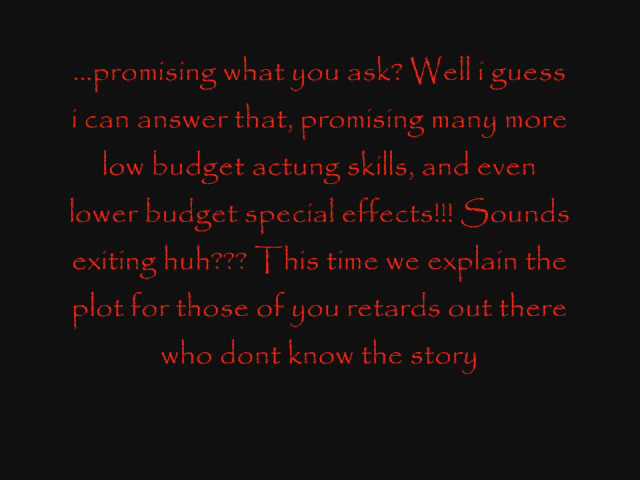 ...promising what you ask? Well i guess
i can answer that, promising many more
low budget actung skills, and even
lower budget special effects!!! Sounds
exiting huh??? This time we explain the
plot for those of you retards out there
who dont know the story